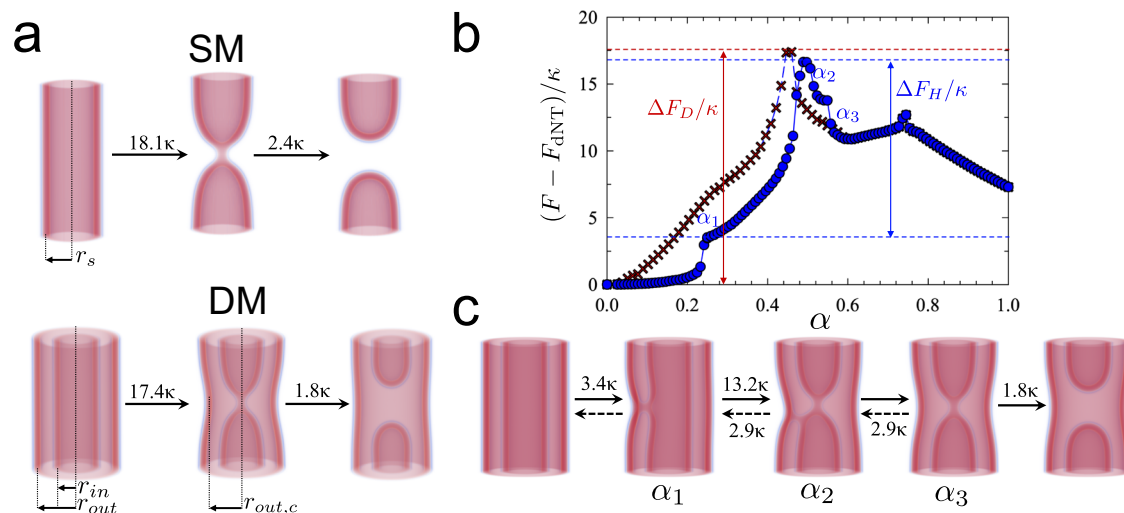 a
SM
18.1κ
2.4κ
r_s
DM
17.4κ
1.8κ
r_in
r_out
r_out,c
b
(F − F_dNT)/κ
20
15
10
5
0
0.0
0.2
0.4
0.6
0.8
1.0
α
ΔF_D/κ
ΔF_H/κ
α_1
α_2
α_3
c
3.4κ
13.2κ
2.9κ
2.9κ
1.8κ
α_1
α_2
α_3